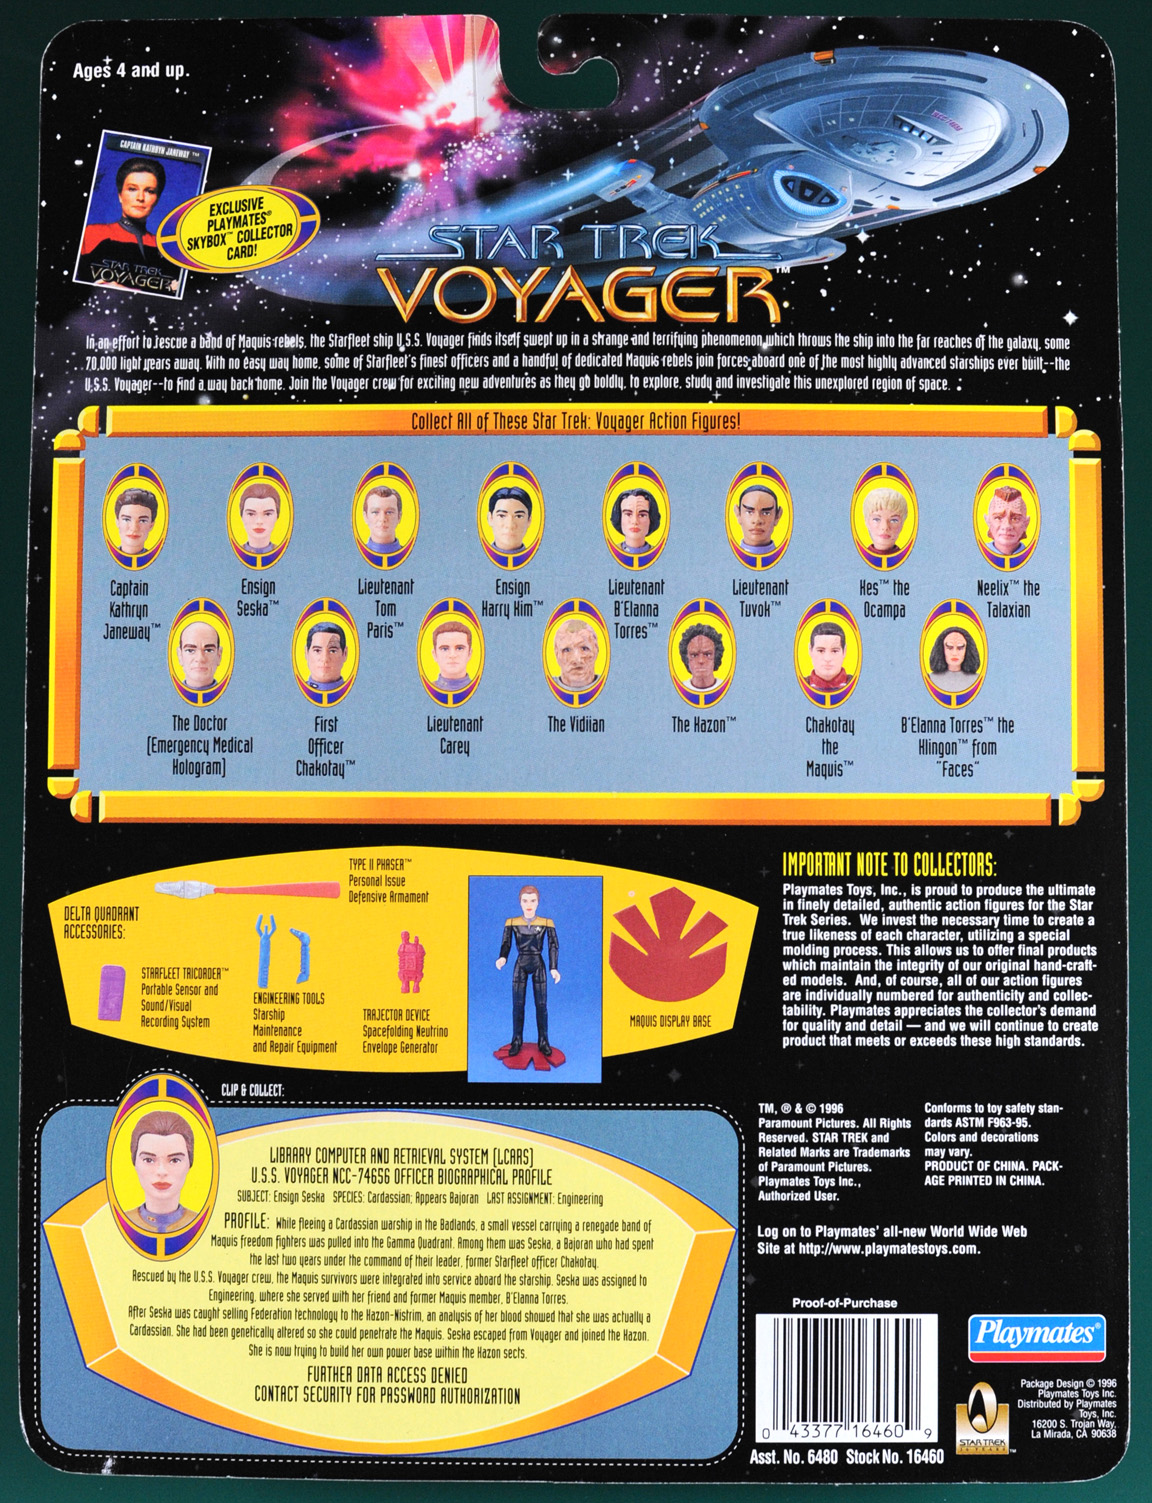 Ages 4 and up.
CAPTAIN KATHRYN JANEWAY ™
STAR TREK
VOYAGER
EXCLUSIVE
PLAYMATES®
SKYBOX™ COLLECTOR
CARD!
STAR TREK
VOYAGER™
In an effort to rescue a band of Maquis rebels, the Starfleet ship U.S.S. Voyager finds itself swept up in a strange and terrifying phenomenon which throws the ship into the far reaches of the galaxy, some
70,000 light years away. With no easy way home, some of Starfleet's finest officers and a handful of dedicated Maquis rebels join forces aboard one of the most highly advanced starships ever built--the
U.S.S. Voyager--to find a way back home. Join the Voyager crew for exciting new adventures as they go boldly, to explore, study and investigate this unexplored region of space.
Collect All of These Star Trek: Voyager Action Figures!
Captain
Kathryn
Janeway™
Ensign
Seska™
Lieutenant
Tom
Paris™
Ensign
Harry Kim™
Lieutenant
B'Elanna
Torres™
Lieutenant
Tuvok™
Kes™ the
Ocampa
Neelix™ the
Talaxian
The Doctor
(Emergency Medical
Hologram)
First
Officer
Chakotay™
Lieutenant
Carey
The Vidiian
The Kazon™
Chakotay
the
Maquis™
B'Elanna Torres™ the
Klingon™ from
"Faces"
DELTA QUADRANT
ACCESSORIES:
TYPE II PHASER™
Personal Issue
Defensive Armament
STARFLEET TRICORDER™
Portable Sensor and
Sound/Visual
Recording System
ENGINEERING TOOLS
Starship
Maintenance
and Repair Equipment
TRAJECTOR DEVICE
Spacefolding Neutrino
Envelope Generator
MAQUIS DISPLAY BASE
IMPORTANT NOTE TO COLLECTORS:
Playmates Toys, Inc., is proud to produce the ultimate
in finely detailed, authentic action figures for the Star
Trek Series. We invest the necessary time to create a
true likeness of each character, utilizing a special
molding process. This allows us to offer final products
which maintain the integrity of our original hand-craft-
ed models. And, of course, all of our action figures
are individually numbered for authenticity and collec-
tability. Playmates appreciates the collector's demand
for quality and detail — and we will continue to create
product that meets or exceeds these high standards.
CLIP & COLLECT:
LIBRARY COMPUTER AND RETRIEVAL SYSTEM (LCARS)
U.S.S. VOYAGER NCC-74656 OFFICER BIOGRAPHICAL PROFILE
SUBJECT: Ensign Seska SPECIES: Cardassian; Appears Bajoran LAST ASSIGNMENT: Engineering
PROFILE: While fleeing a Cardassian warship in the Badlands, a small vessel carrying a renegade band of
Maquis freedom fighters was pulled into the Gamma Quadrant. Among them was Seska, a Bajoran who had spent
the last two years under the command of their leader, former Starfleet officer Chakotay.
Rescued by the U.S.S. Voyager crew, the Maquis survivors were integrated into service aboard the starship. Seska was assigned to
Engineering, where she served with her friend and former Maquis member, B'Elanna Torres.
After Seska was caught selling Federation technology to the Kazon-Nistrim, an analysis of her blood showed that she was actually a
Cardassian. She had been genetically altered so she could penetrate the Maquis. Seska escaped from Voyager and joined the Kazon.
She is now trying to build her own power base within the Kazon sects.
FURTHER DATA ACCESS DENIED
CONTACT SECURITY FOR PASSWORD AUTHORIZATION
TM, ® & © 1996
Paramount Pictures. All Rights
Reserved. STAR TREK and
Related Marks are Trademarks
of Paramount Pictures.
Playmates Toys Inc.,
Authorized User.
Conforms to toy safety stan-
dards ASTM F963-95.
Colors and decorations
may vary.
PRODUCT OF CHINA. PACK-
AGE PRINTED IN CHINA.
Log on to Playmates' all-new World Wide Web
Site at http://www.playmatestoys.com.
Proof-of-Purchase
0 43377 16460 9
Asst. No. 6480 Stock No. 16460
Playmates®
STAR TREK™
Package Design © 1996
Playmates Toys Inc.
Distributed by Playmates
Toys, Inc.
16200 S. Trojan Way,
La Mirada, CA 90638